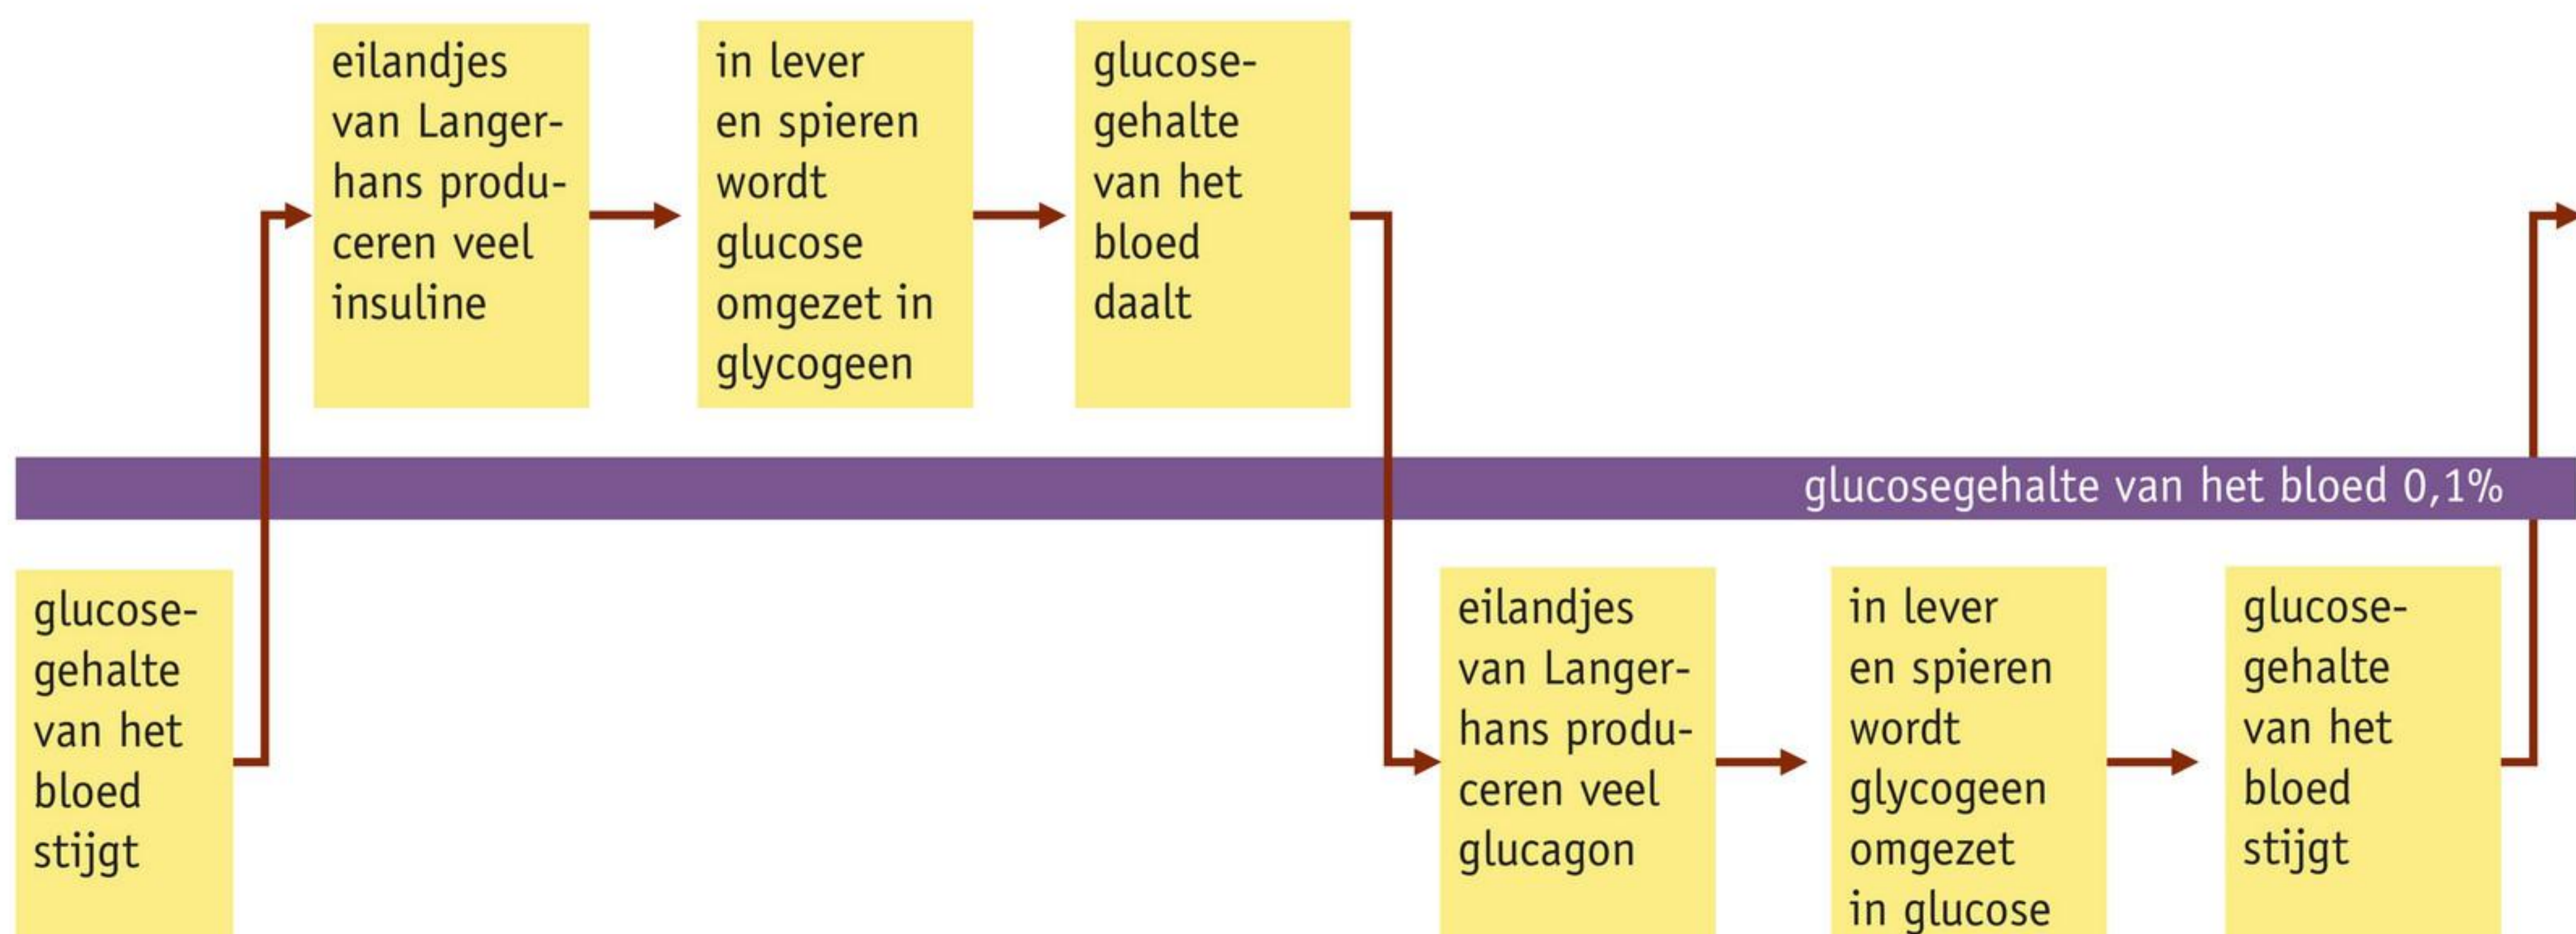 eilandjes
van Langer-
hans produ-
ceren veel
insuline
in lever
en spieren
wordt
glucose
omgezet in
glycogeen
glucose-
gehalte
van het
bloed
daalt
glucosegehalte van het bloed 0,1%
glucose-
gehalte
van het
bloed
stijgt
eilandjes
van Langer-
hans produ-
ceren veel
glucagon
in lever
en spieren
wordt
glycogeen
omgezet
in glucose
glucose-
gehalte
van het
bloed
stijgt